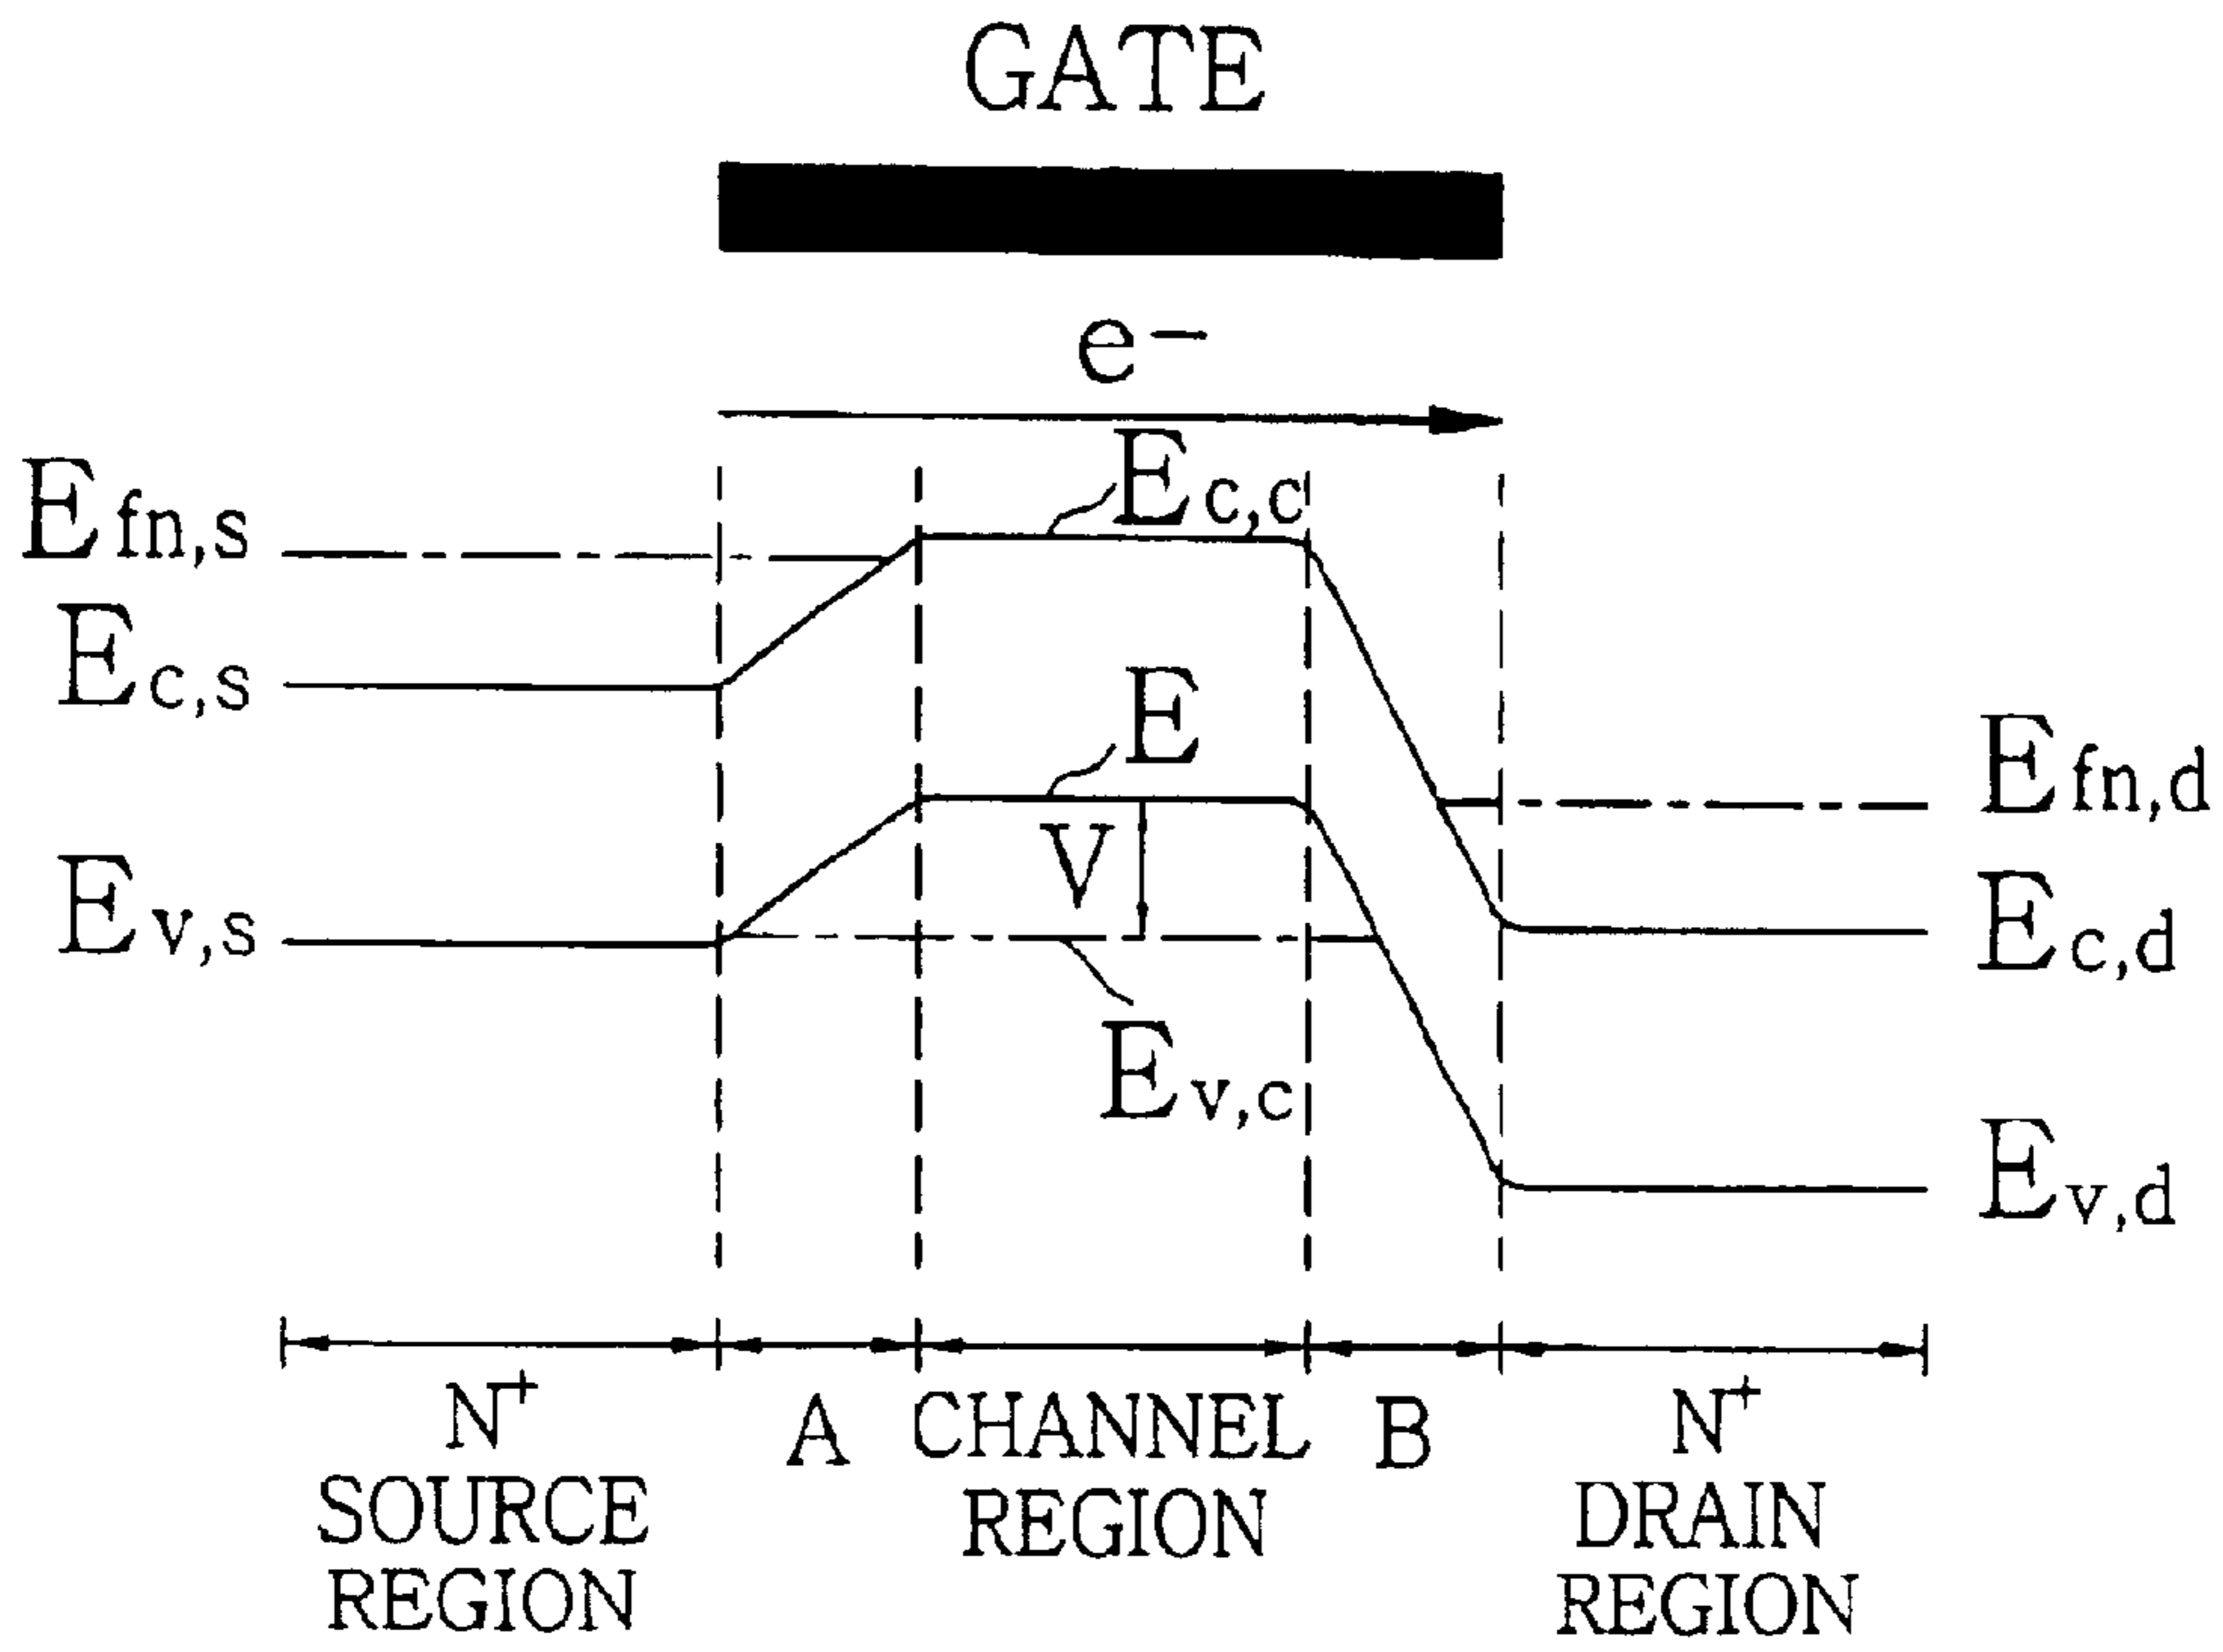 GATE
e−
Ec,c
Efn,s
Ec,s
E
Efn,d
V
Ev,s
Ec,d
Ev,c
Ev,d
N+ SOURCE REGION
A
CHANNEL REGION
B
N+ DRAIN REGION